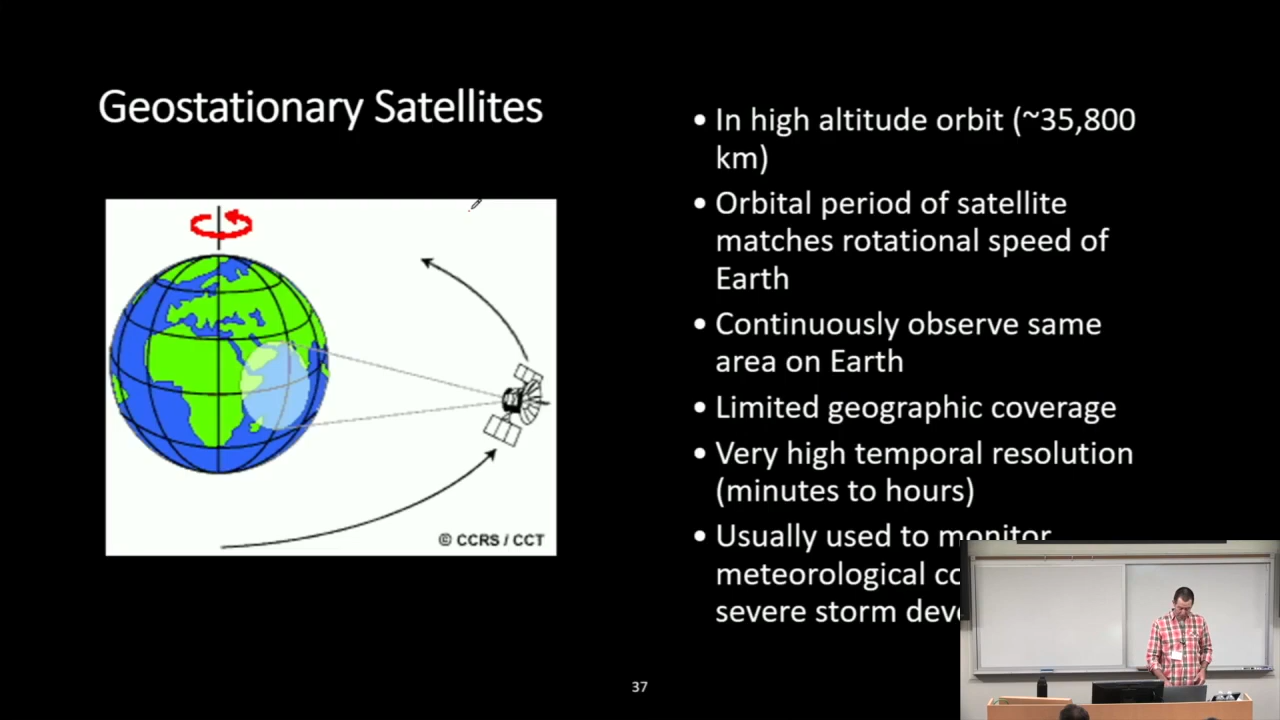 Geostationary Satellites
• In high altitude orbit (~35,800
km)
• Orbital period of satellite
matches rotational speed of
Earth
• Continuously observe same
area on Earth
• Limited geographic coverage
• Very high temporal resolution
(minutes to hours)
• Usually used to monitor
meteorological
severe storm
© CCRS / CCT
37